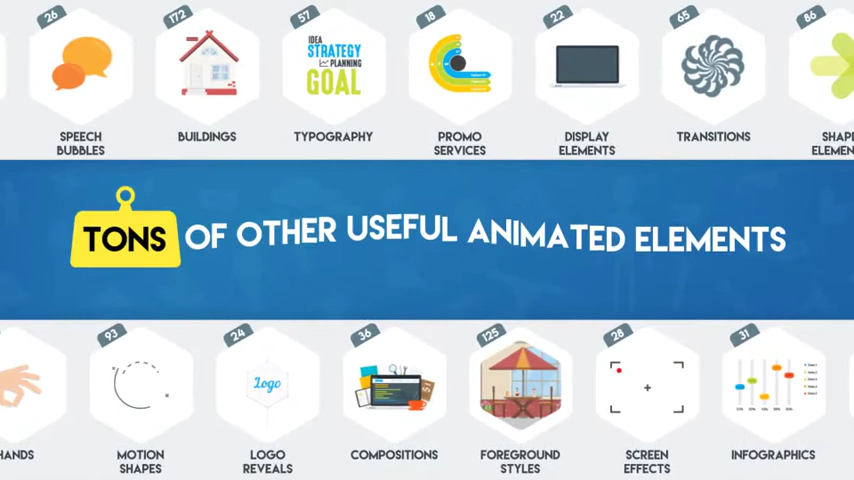 26
172
57
18
22
65
86
IDEA
STRATEGY
PLANNING
GOAL
SPEECH
BUBBLES
BUILDINGS
TYPOGRAPHY
PROMO
SERVICES
DISPLAY
ELEMENTS
TRANSITIONS
SHAPE
ELEMEN
TONS OF OTHER USEFUL ANIMATED ELEMENTS
93
24
36
125
28
31
Logo
HANDS
MOTION
SHAPES
LOGO
REVEALS
COMPOSITIONS
FOREGROUND
STYLES
SCREEN
EFFECTS
INFOGRAPHICS